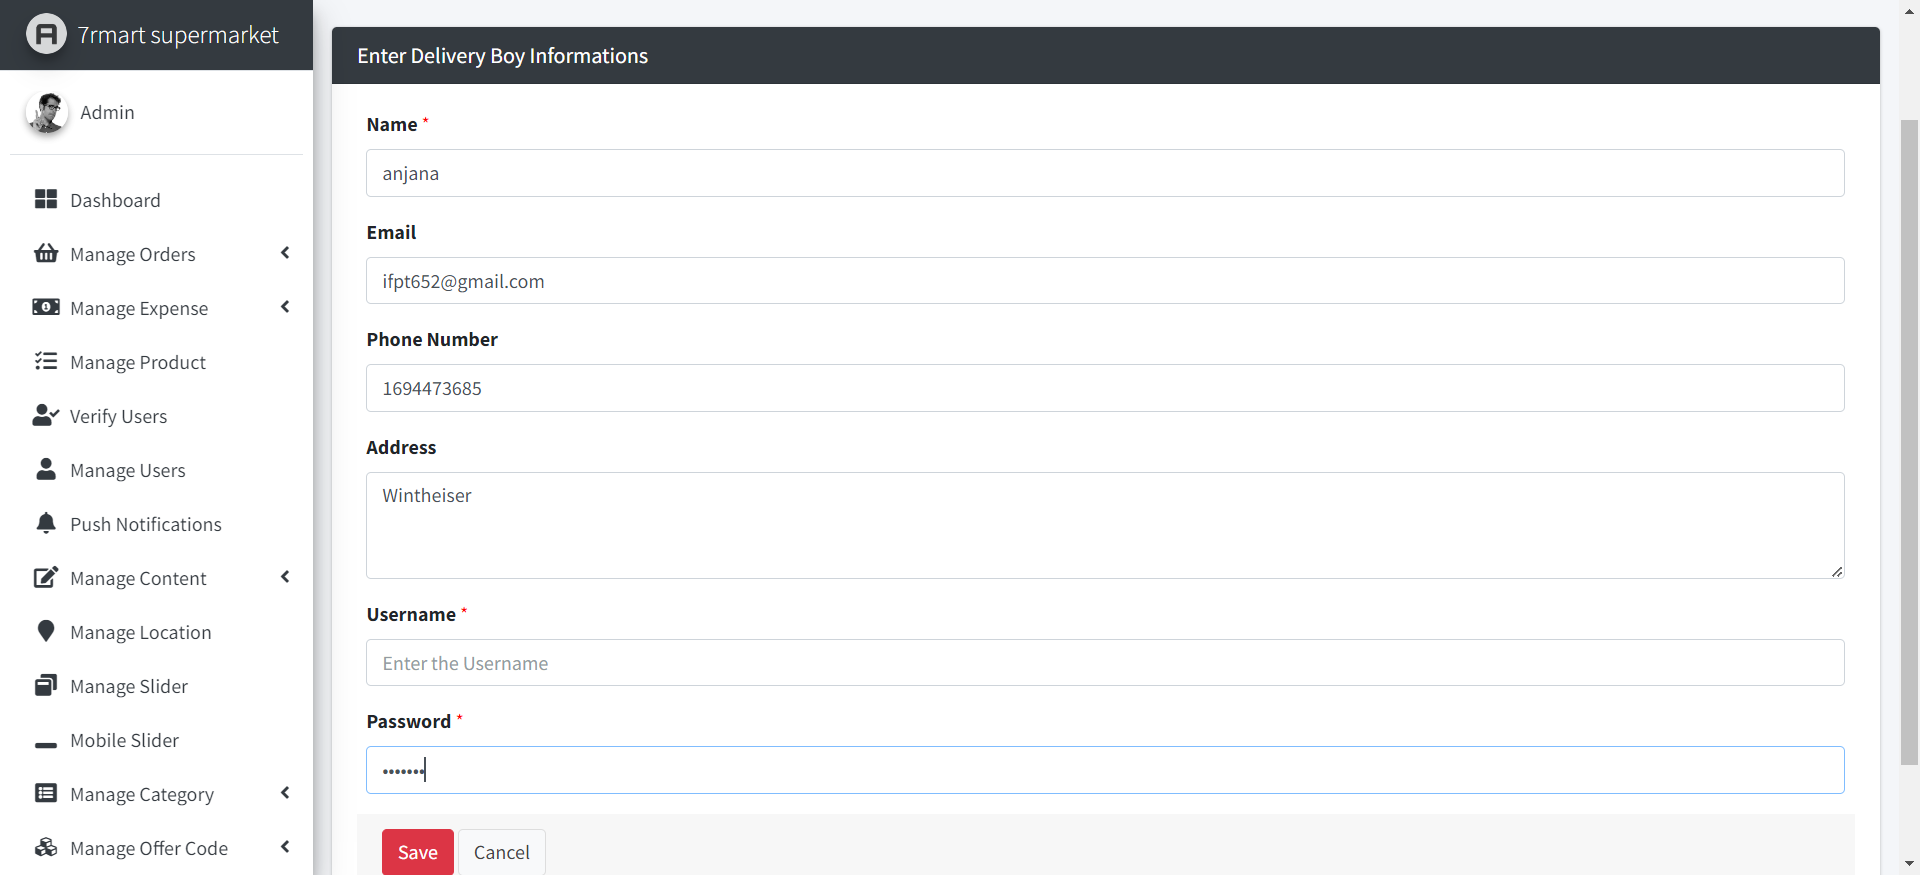 7rmart supermarket
Admin
Dashboard
Manage Orders
Manage Expense
Manage Product
Verify Users
Manage Users
Push Notifications
Manage Content
Manage Location
Manage Slider
Mobile Slider
Manage Category
Manage Offer Code
Enter Delivery Boy Informations
Name *
anjana
Email
ifpt652@gmail.com
Phone Number
1694473685
Address
Wintheiser
Username *
Enter the Username
Password *
•••••••
Save Cancel